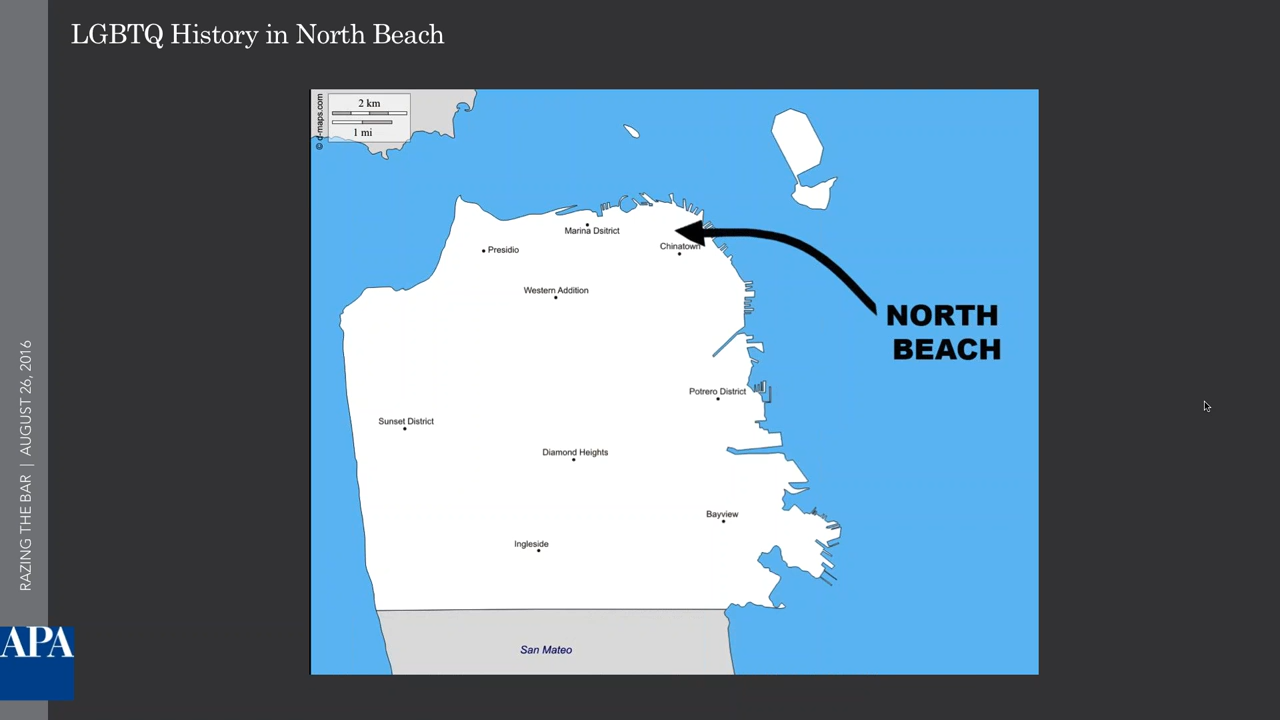 LGBTQ History in North Beach
© d-maps.com
2 km
1 mi
Marina Dsitrict
Presidio
Chinatown
Western Addition
NORTH
BEACH
Potrero District
Sunset District
Diamond Heights
Bayview
Ingleside
San Mateo
RAZING THE BAR | AUGUST 26, 2016
APA